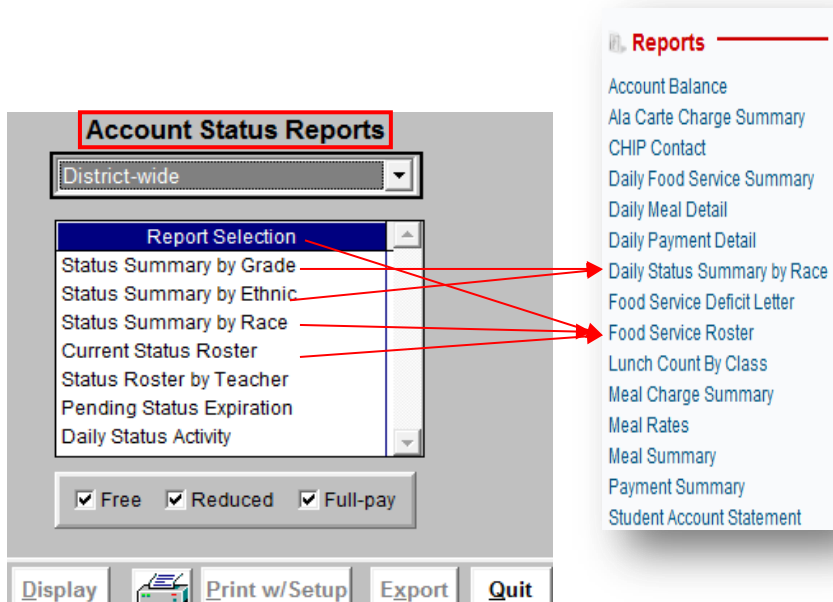 Account Status Reports
District-wide
Report Selection
Status Summary by Grade
Status Summary by Ethnic
Status Summary by Race
Current Status Roster
Status Roster by Teacher
Pending Status Expiration
Daily Status Activity
Free Reduced Full-pay
Display Print w/Setup Export Quit
Reports
Account Balance
Ala Carte Charge Summary
CHIP Contact
Daily Food Service Summary
Daily Meal Detail
Daily Payment Detail
Daily Status Summary by Race
Food Service Deficit Letter
Food Service Roster
Lunch Count By Class
Meal Charge Summary
Meal Rates
Meal Summary
Payment Summary
Student Account Statement